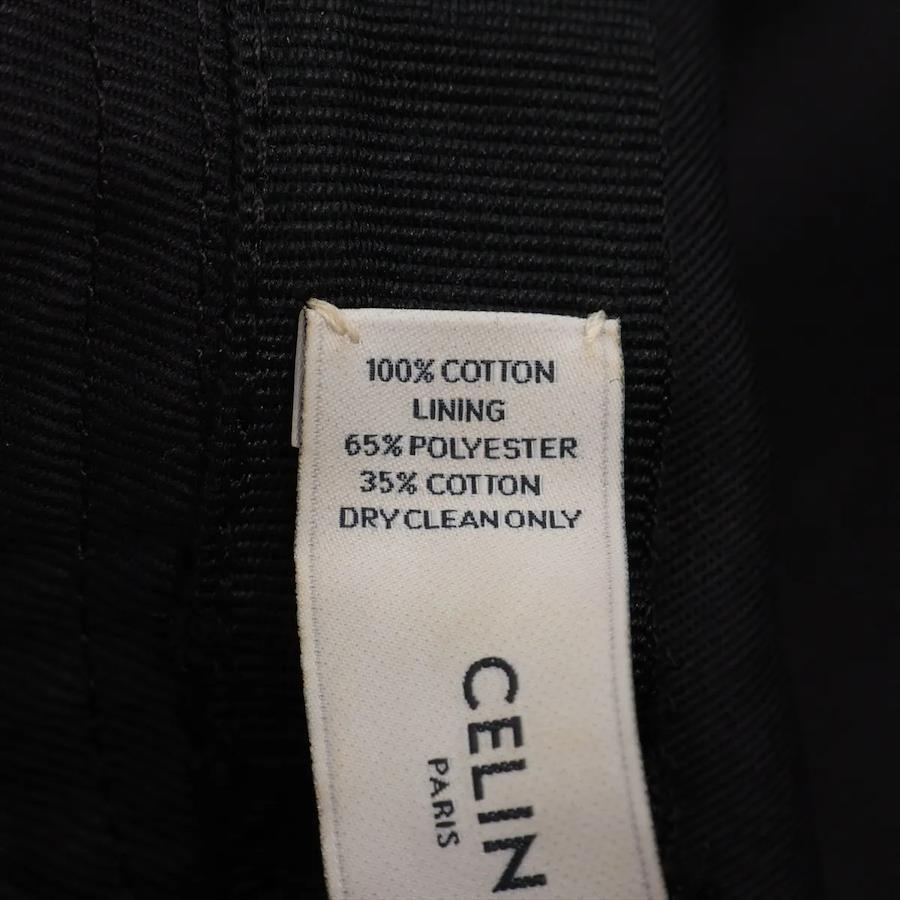 100% COTTON
LINING
65% POLYESTER
35% COTTON
DRY CLEAN ONLY
CELIN
PARIS